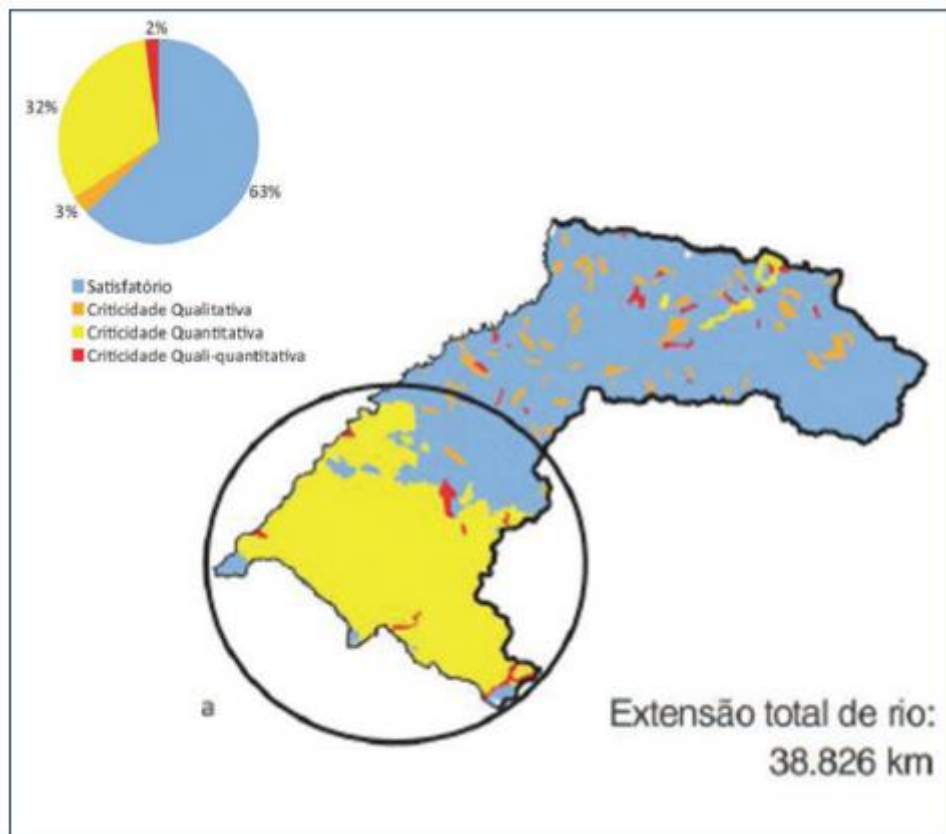 2%
32%
63%
3%
Satisfatório
Criticidade Qualitativa
Criticidade Quantitativa
Criticidade Quali-quantitativa
a
Extensão total de rio:
38.826 km